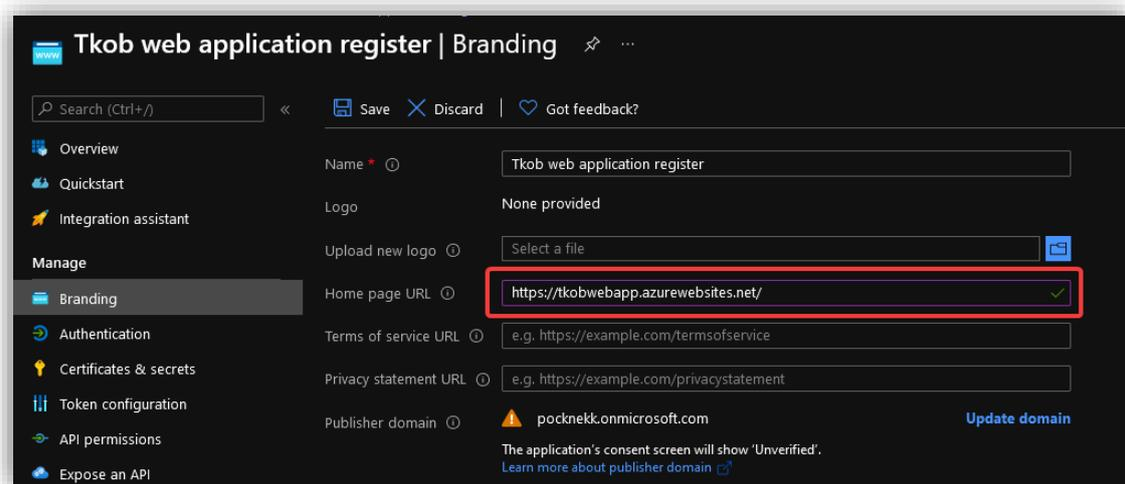 Tkob web application register | Branding
Search (Ctrl+/)
«
Save
Discard
Got feedback?
Overview
Quickstart
Integration assistant
Manage
Branding
Authentication
Certificates & secrets
Token configuration
API permissions
Expose an API
Name *
Tkob web application register
Logo
None provided
Upload new logo
Select a file
Home page URL
https://tkobwebapp.azurewebsites.net/
Terms of service URL
e.g. https://example.com/termsofservice
Privacy statement URL
e.g. https://example.com/privacystatement
Publisher domain
pocknekk.onmicrosoft.com
Update domain
The application's consent screen will show 'Unverified'.
Learn more about publisher domain